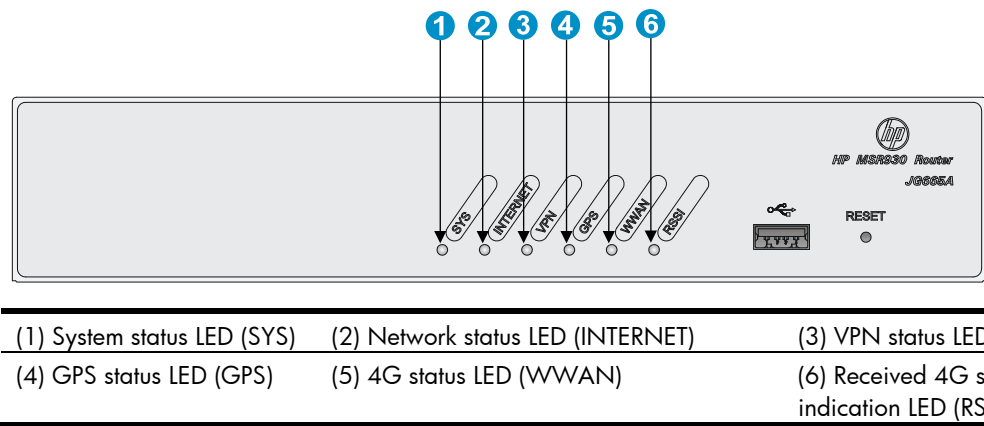 1 2 3 4 5 6
hp
HP MSR930 Router
JG665A
SYS
INTERNET
VPN
GPS
WWAN
RSSI
RESET
(1) System status LED (SYS) (2) Network status LED (INTERNET) (3) VPN status LED
(4) GPS status LED (GPS) (5) 4G status LED (WWAN) (6) Received 4G s
indication LED (RS